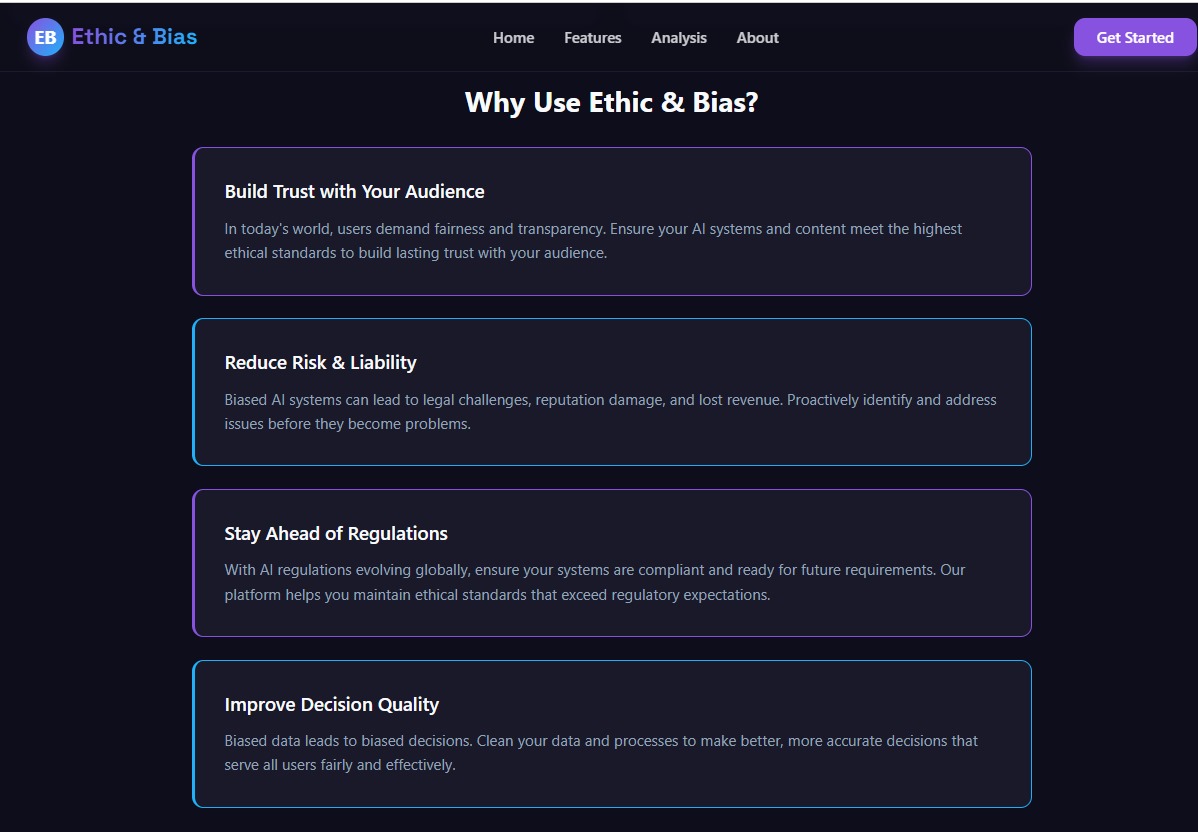 EB Ethic & Bias Home Features Analysis About Get Started
Why Use Ethic & Bias?
Build Trust with Your Audience
In today's world, users demand fairness and transparency. Ensure your AI systems and content meet the highest
ethical standards to build lasting trust with your audience.
Reduce Risk & Liability
Biased AI systems can lead to legal challenges, reputation damage, and lost revenue. Proactively identify and address
issues before they become problems.
Stay Ahead of Regulations
With AI regulations evolving globally, ensure your systems are compliant and ready for future requirements. Our
platform helps you maintain ethical standards that exceed regulatory expectations.
Improve Decision Quality
Biased data leads to biased decisions. Clean your data and processes to make better, more accurate decisions that
serve all users fairly and effectively.